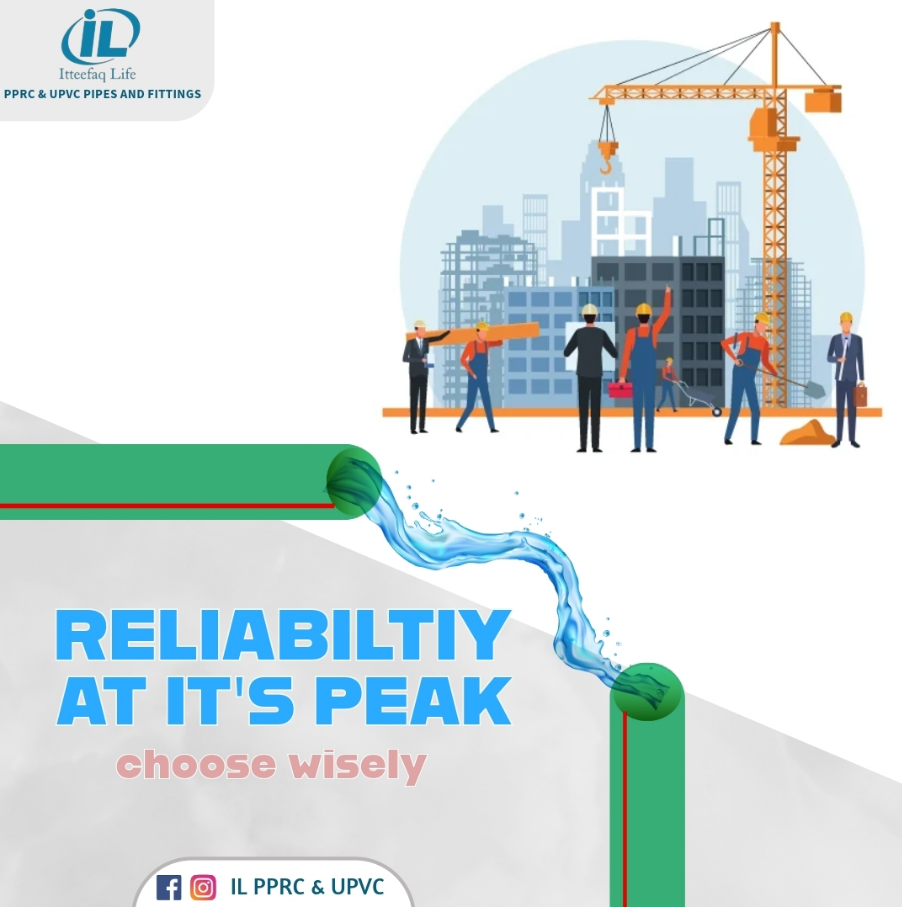 iL
Itteefaq Life
PPRC & UPVC PIPES AND FITTINGS
RELIABILTIY
AT IT'S PEAK
choose wisely
IL PPRC & UPVC